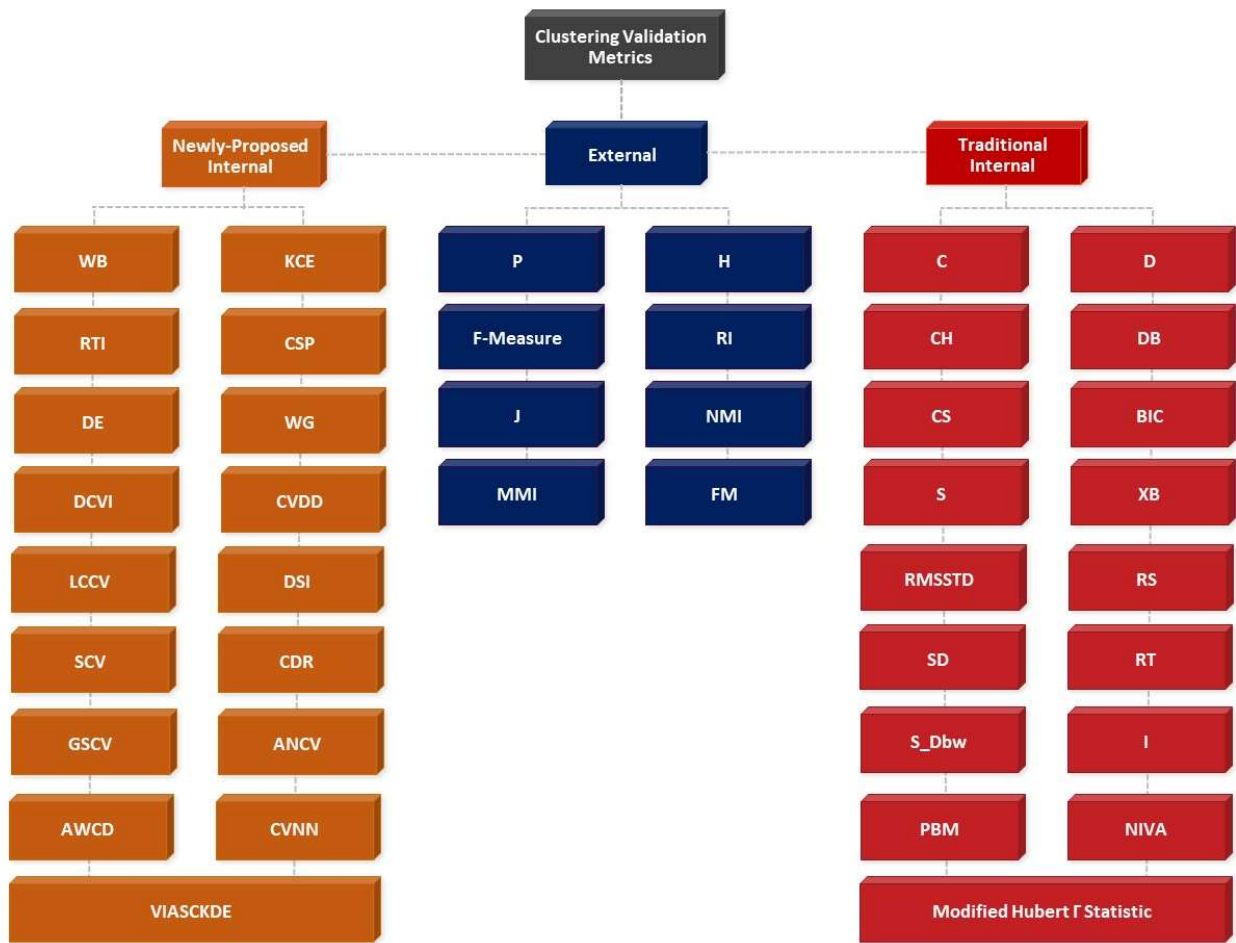 Clustering Validation
Metrics
Newly-Proposed
Internal
External
Traditional
Internal
WB
KCE
P
H
C
D
RTI
CSP
F-Measure
RI
CH
DB
DE
WG
J
NMI
CS
BIC
DCVI
CVDD
MMI
FM
S
XB
LCCV
DSI
RMSSTD
RS
SCV
CDR
SD
RT
GSCV
ANCV
S_Dbw
I
AWCD
CVNN
PBM
NIVA
VIASCKDE
Modified Hubert Γ Statistic